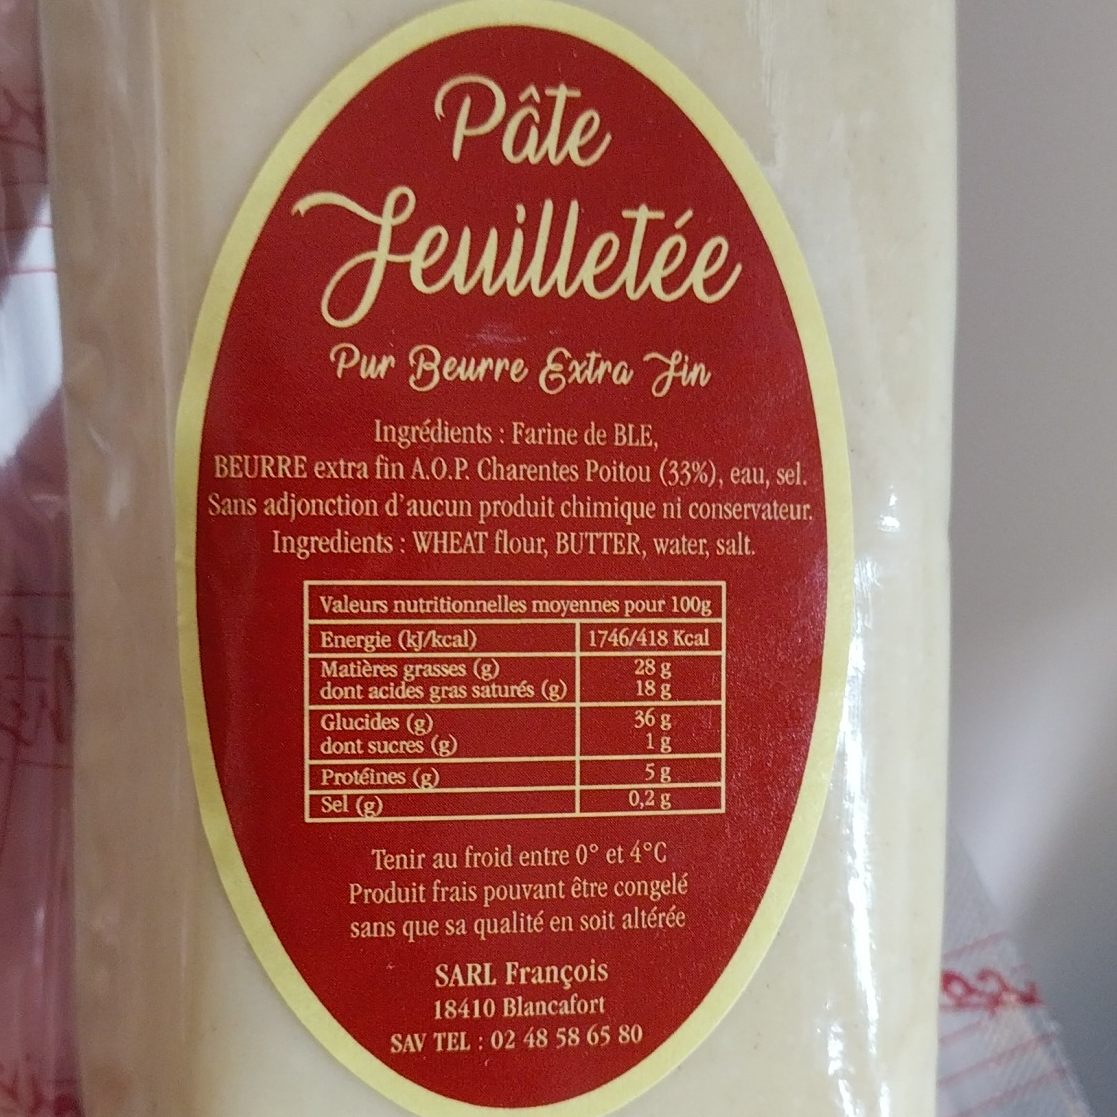 Pâte
Feuilletée
Pur Beurre Extra Fin
Ingrédients : Farine de BLE,
BEURRE extra fin A.O.P. Charentes Poitou (33%), eau, sel.
Sans adjonction d'aucun produit chimique ni conservateur.
Ingredients : WHEAT flour, BUTTER, water, salt.
Valeurs nutritionnelles moyennes pour 100g
Energie (kJ/kcal) 1746/418 Kcal
Matières grasses (g) 28 g
dont acides gras saturés (g) 18 g
Glucides (g) 36 g
dont sucres (g) 1 g
Protéines (g) 5 g
Sel (g) 0,2 g
Tenir au froid entre 0° et 4°C
Produit frais pouvant être congelé
sans que sa qualité en soit altérée
SARL François
18410 Blancafort
SAV TEL : 02 48 58 65 80